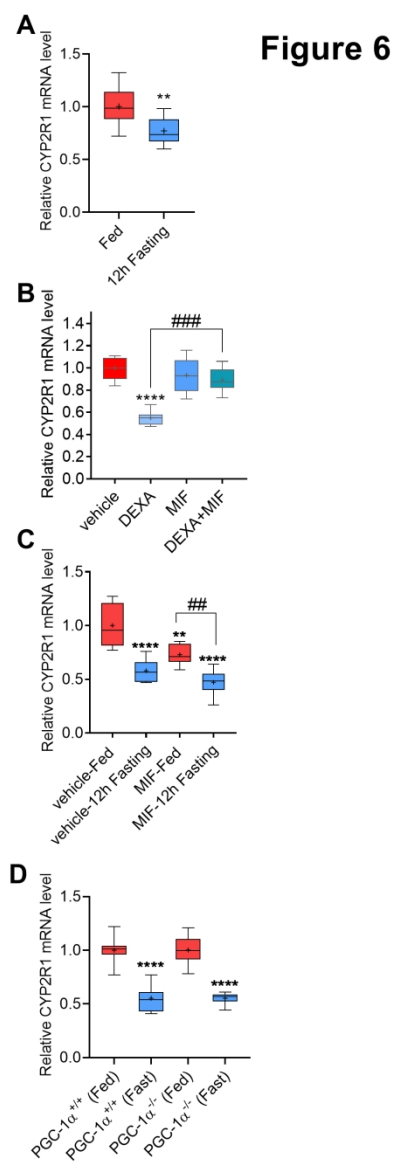 Figure 6
A
Relative CYP2R1 mRNA level
1.5
1.0
0.5
0.0
**
Fed
12h Fasting
B
Relative CYP2R1 mRNA level
1.4
1.2
1.0
0.8
0.6
0.4
0.2
0.0
****
###
vehicle
DEXA
MIF
DEXA+MIF
C
Relative CYP2R1 mRNA level
1.5
1.0
0.5
0.0
****
**
##
****
vehicle-Fed
vehicle-12h Fasting
MIF-Fed
MIF-12h Fasting
D
Relative CYP2R1 mRNA level
1.5
1.0
0.5
0.0
****
****
PGC-1α+/+ (Fed)
PGC-1α+/+ (Fast)
PGC-1α-/- (Fed)
PGC-1α-/- (Fast)